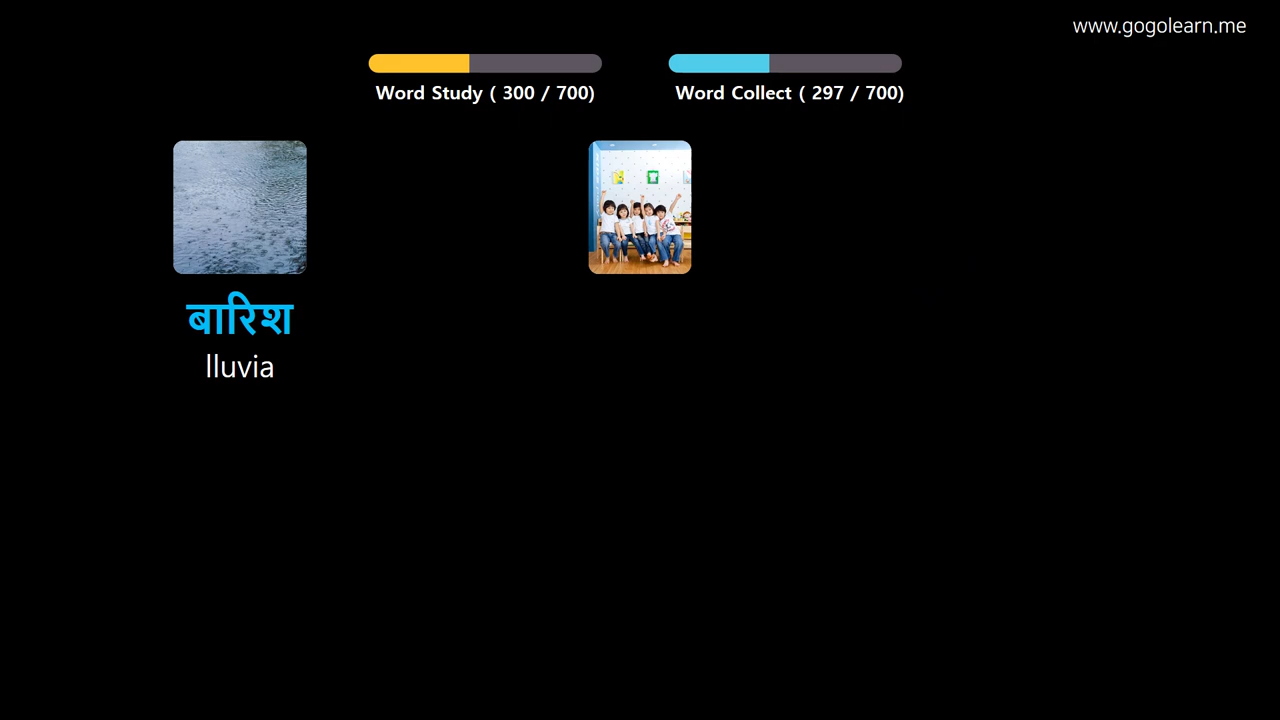 www.gogolearn.me
Word Study ( 300 / 700)
Word Collect ( 297 / 700)
बारिश
lluvia